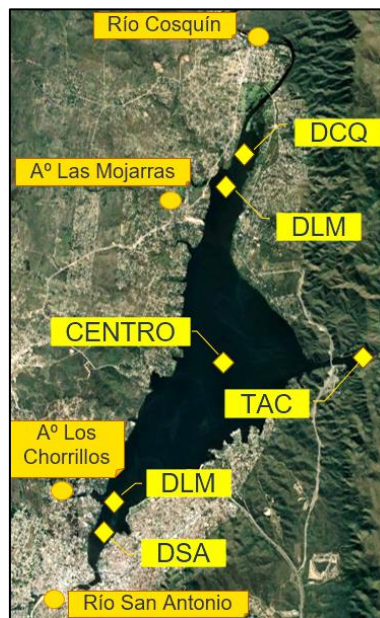 Río Cosquín
DCQ
Aº Las Mojarras
DLM
CENTRO
TAC
Aº Los
Chorrillos
DLM
DSA
Río San Antonio